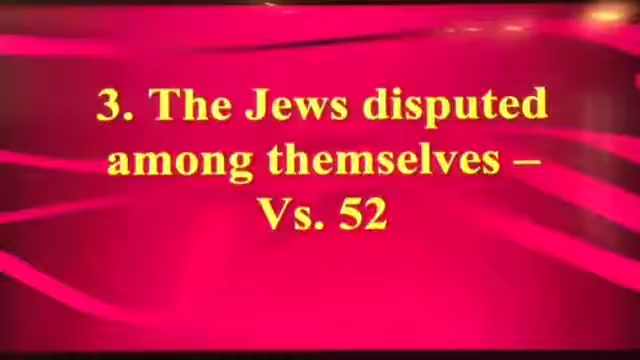 3. The Jews disputed
among themselves –
Vs. 52